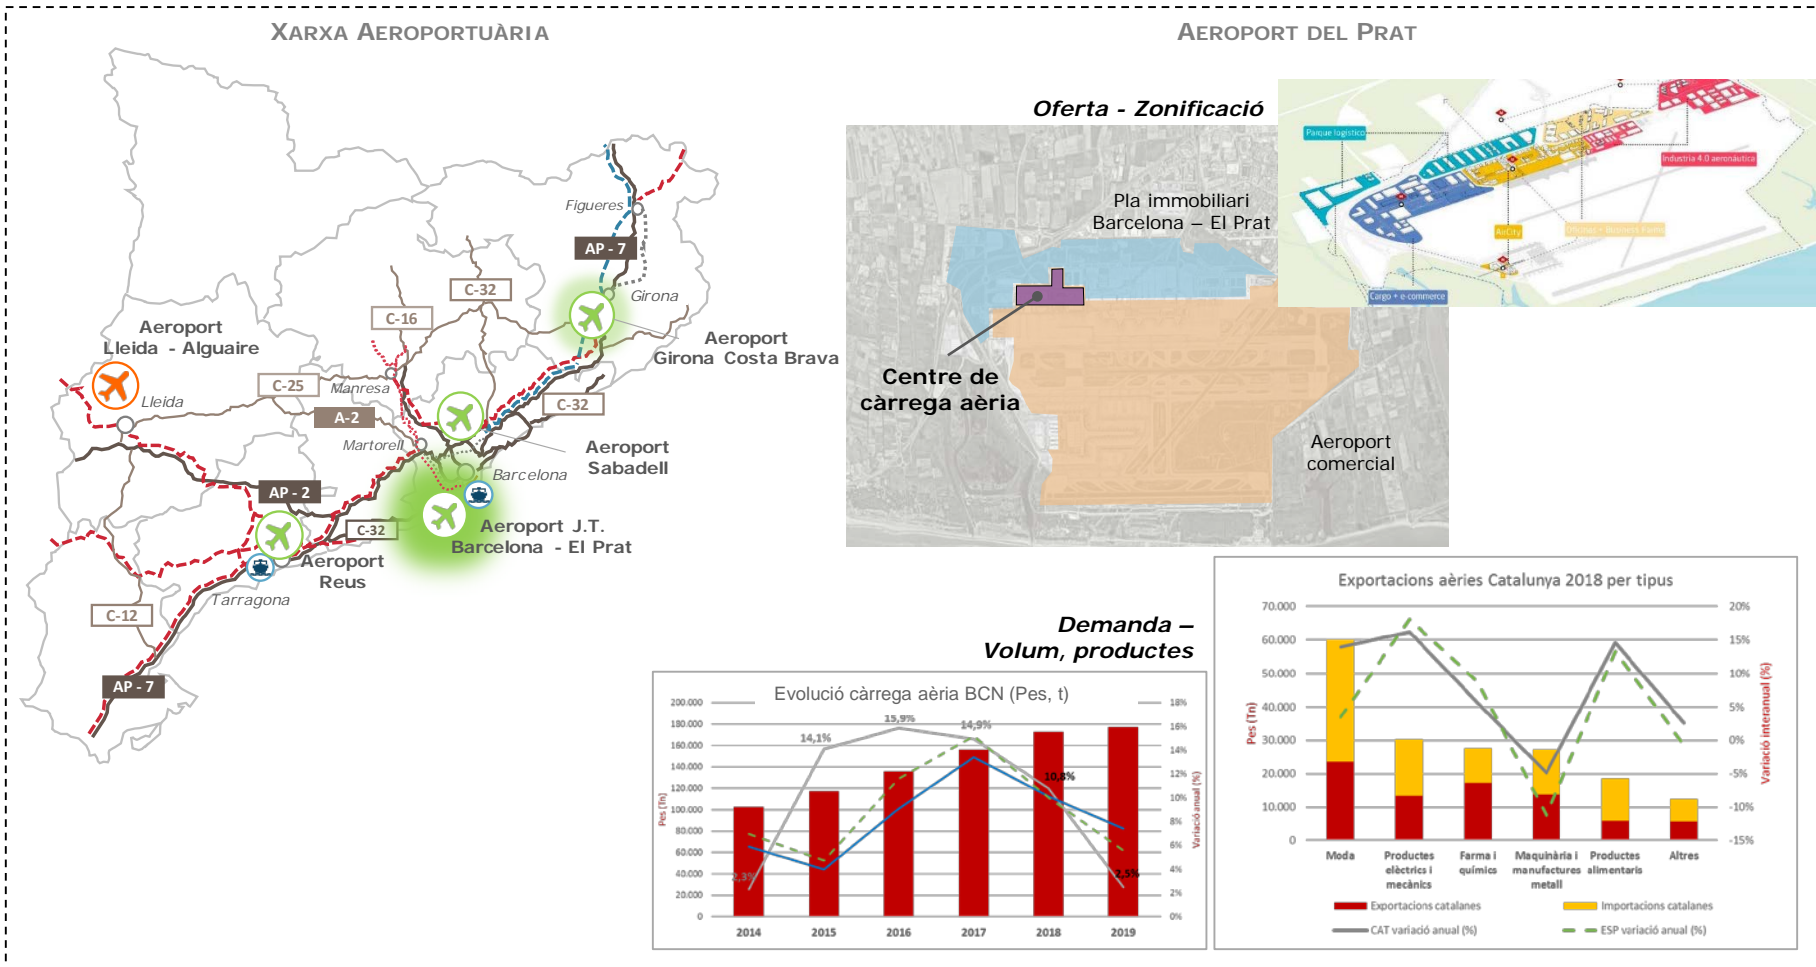 XARXA AEROPORTUÀRIA
AEROPORT DEL PRAT
Figueres
AP - 7
Girona
C-32
C-16
Aeroport
Lleida - Alguaire
Aeroport
Girona Costa Brava
C-25
Manresa
Lleida
A-2
C-32
Martorell
Aeroport
Sabadell
Barcelona
AP - 2
C-32
Aeroport J.T.
Barcelona - El Prat
Aeroport
Reus
Tarragona
C-12
AP - 7
Oferta - Zonificació
Pla immobiliari
Barcelona – El Prat
Centre de
càrrega aèria
Aeroport
comercial
Parque logístico
Industria 4.0 aeronáutica
AirCity
Oficinas + Business Parks
Cargo + e-commerce
Demanda –
Volum, productes
Evolució càrrega aèria BCN (Pes, t)
200.000
180.000
160.000
140.000
120.000
100.000
80.000
60.000
40.000
20.000
0
Pes (Tn)
18%
16%
14%
12%
10%
8%
6%
4%
2%
0%
Variació anual (%)
2,3%
14,1%
15,9%
14,9%
10,8%
2,5%
2014
2015
2016
2017
2018
2019
Exportacions aèries Catalunya 2018 per tipus
70.000
60.000
50.000
40.000
30.000
20.000
10.000
0
Pes (Tn)
20%
15%
10%
5%
0%
-5%
-10%
-15%
Variació interanual (%)
Moda
Productes
elèctrics i
mecànics
Farma i
químics
Maquinària i
manufactures
metall
Productes
alimentaris
Altres
Exportacions catalanes
Importacions catalanes
CAT variació anual (%)
ESP variació anual (%)